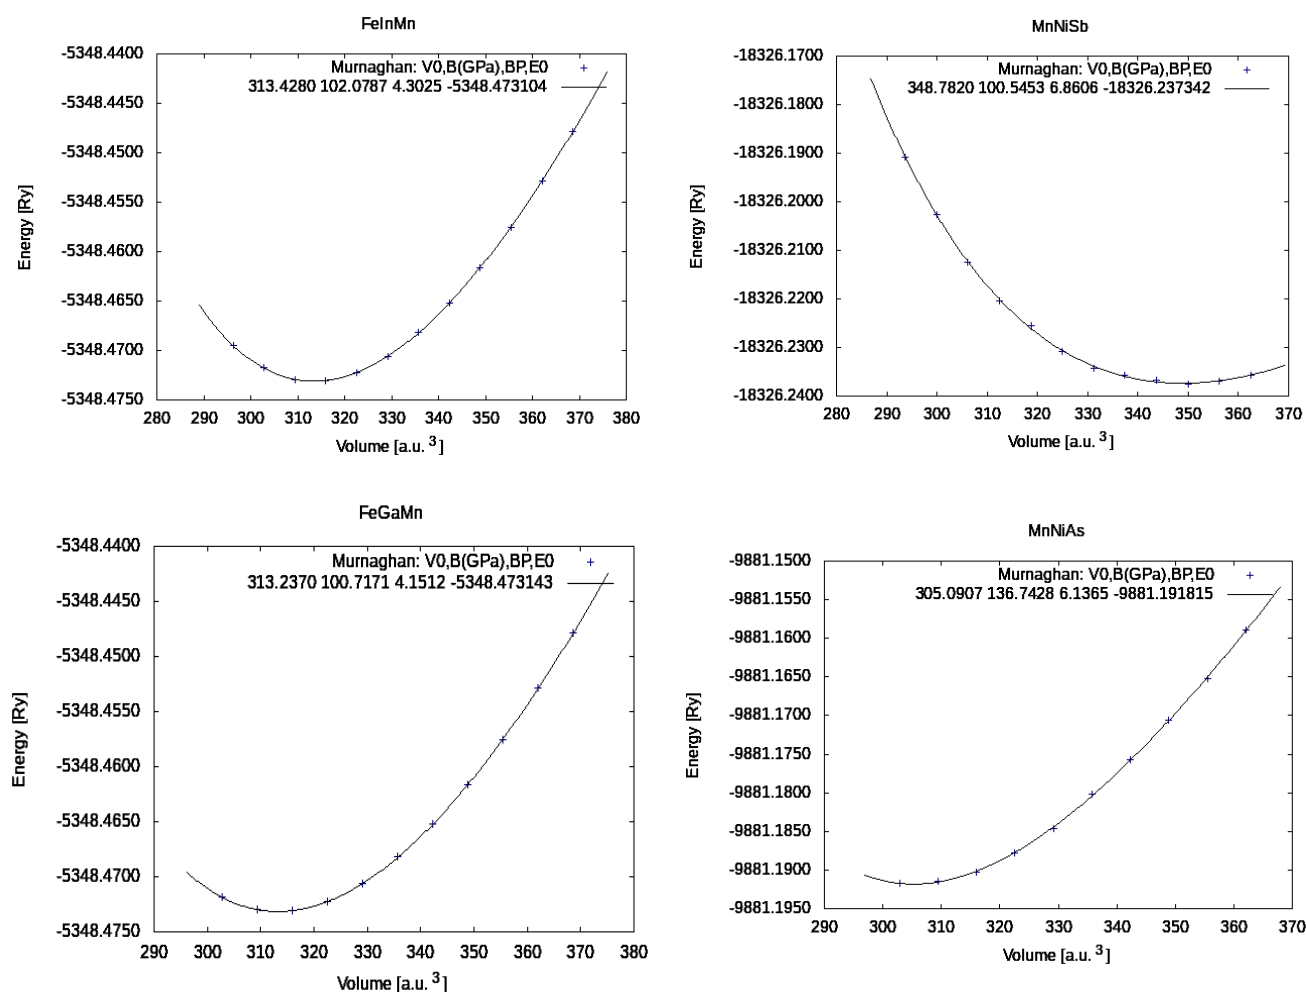 FeInMn
Murnaghan: V0,B(GPa),BP,E0
313.4280 102.0787 4.3025 -5348.473104
-5348.4400
-5348.4450
-5348.4500
-5348.4550
-5348.4600
-5348.4650
-5348.4700
-5348.4750
Energy [Ry]
280 290 300 310 320 330 340 350 360 370 380
Volume [a.u. 3 ]
MnNiSb
Murnaghan: V0,B(GPa),BP,E0
348.7820 100.5453 6.8606 -18326.237342
-18326.1700
-18326.1800
-18326.1900
-18326.2000
-18326.2100
-18326.2200
-18326.2300
-18326.2400
Energy [Ry]
280 290 300 310 320 330 340 350 360 370
Volume [a.u. 3 ]
FeGaMn
Murnaghan: V0,B(GPa),BP,E0
313.2370 100.7171 4.1512 -5348.473143
-5348.4400
-5348.4450
-5348.4500
-5348.4550
-5348.4600
-5348.4650
-5348.4700
-5348.4750
Energy [Ry]
290 300 310 320 330 340 350 360 370 380
Volume [a.u. 3 ]
MnNiAs
Murnaghan: V0,B(GPa),BP,E0
305.0907 136.7428 6.1365 -9881.191815
-9881.1500
-9881.1550
-9881.1600
-9881.1650
-9881.1700
-9881.1750
-9881.1800
-9881.1850
-9881.1900
-9881.1950
Energy [Ry]
290 300 310 320 330 340 350 360 370
Volume [a.u. 3 ]